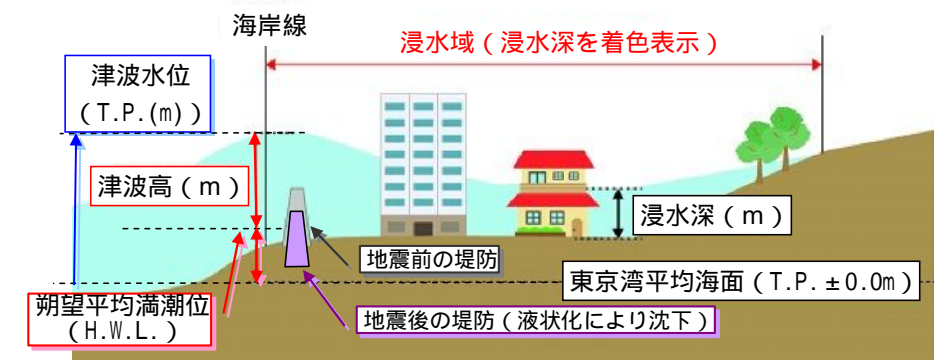 海岸線
浸水域（浸水深を着色表示）
津波水位
（T.P.(m)）
津波高（m）
浸水深（m）
地震前の堤防
東京湾平均海面（T.P.±0.0m）
朔望平均満潮位
（H.W.L.）
地震後の堤防（液状化により沈下）